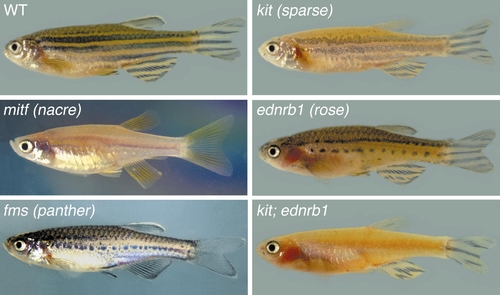 WT
kit (sparse)
mitf (nacre)
ednrb1 (rose)
fms (panther)
kit; ednrb1